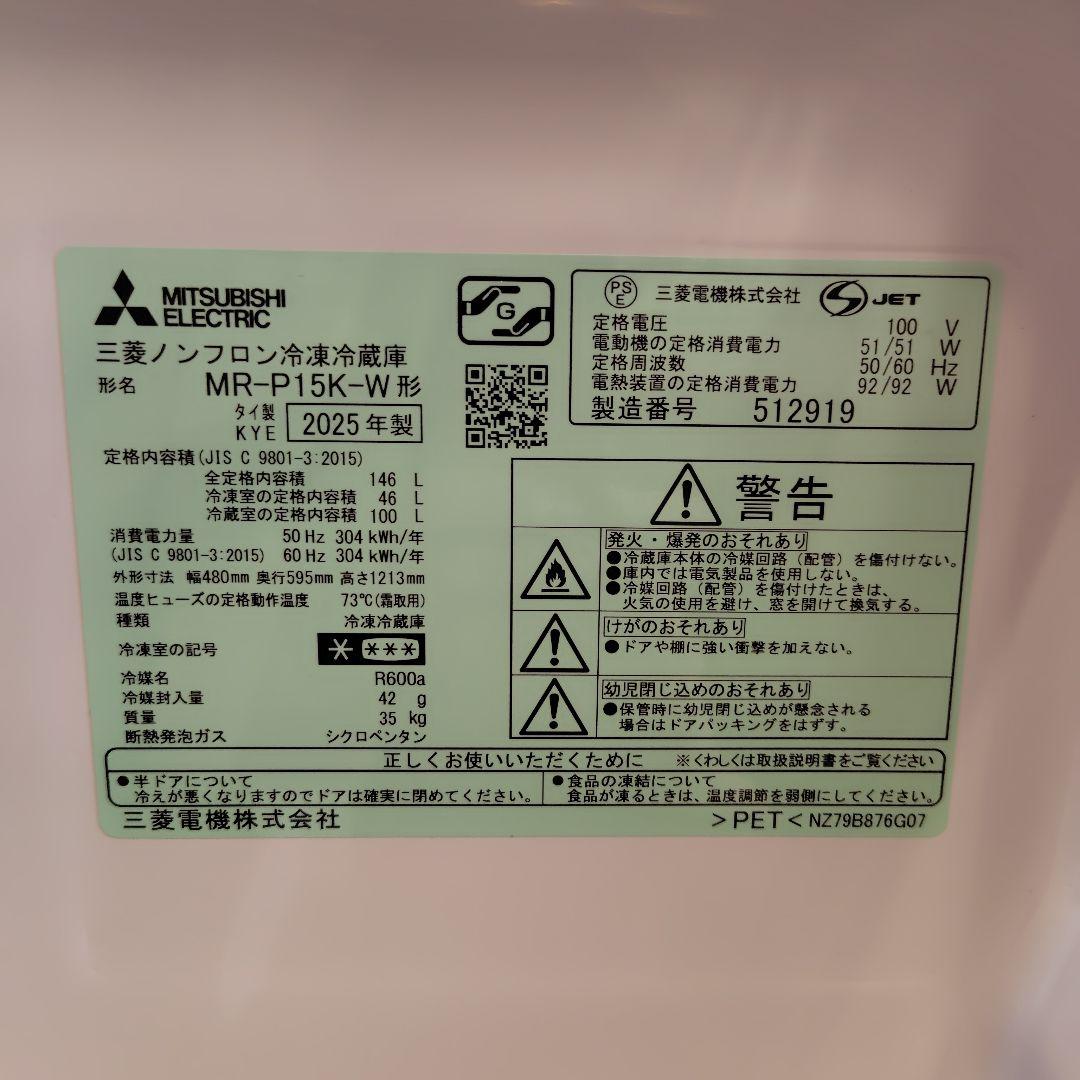 MITSUBISHI
ELECTRIC
三菱ノンフロン冷凍冷蔵庫
形名 MR-P15K-W形
タイ製
KYE
2025年製
G
PS
E
三菱電機株式会社 JET
定格電圧 100 V
電動機の定格消費電力 51/51 W
定格周波数 50/60 Hz
電熱装置の定格消費電力 92/92 W
製造番号 512919
定格内容積(JIS C 9801-3:2015)
全定格内容積 146 L
冷凍室の定格内容積 46 L
冷蔵室の定格内容積 100 L
消費電力量 50 Hz 304 kWh/年
(JIS C 9801-3:2015) 60 Hz 304 kWh/年
外形寸法 幅480mm 奥行595mm 高さ1213mm
温度ヒューズの定格動作温度 73℃(霜取用)
種類 冷凍冷蔵庫
冷凍室の記号 * ***
冷媒名 R600a
冷媒封入量 42 g
質量 35 kg
断熱発泡ガス シクロペンタン
警告
発火・爆発のおそれあり
●冷蔵庫本体の冷媒回路(配管)を傷付けない。
●庫内では電気製品を使用しない。
●冷媒回路(配管)を傷付けたときは、
火気の使用を避け、窓を開けて換気する。
けがのおそれあり
●ドアや棚に強い衝撃を加えない。
幼児閉じ込めのおそれあり
●保管時に幼児閉じ込めが懸念される
場合はドアパッキングをはずす。
正しくお使いいただくために ※くわしくは取扱説明書をご覧ください
●半ドアについて
冷えが悪くなりますのでドアは確実に閉めてください。
●食品の凍結について
食品が凍るときは、温度調節を弱側にしてください。
三菱電機株式会社
>PET< NZ79B876G07